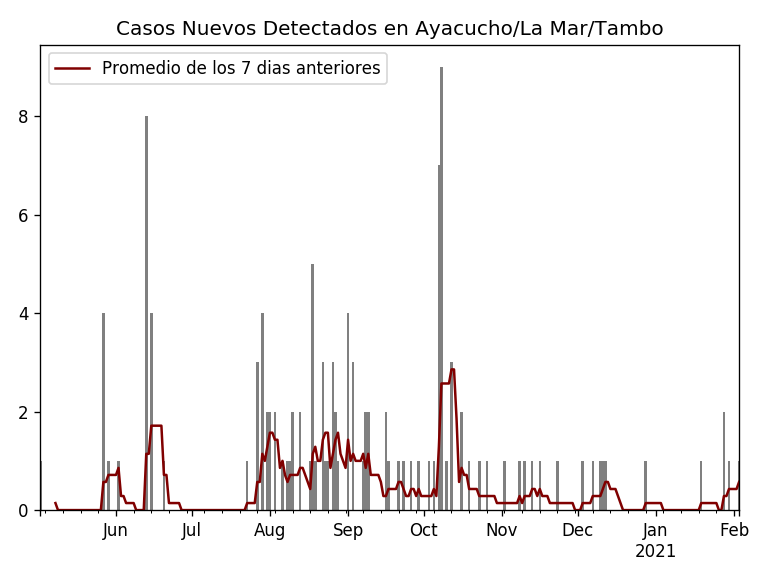 Casos Nuevos Detectados en Ayacucho/La Mar/Tambo
Promedio de los 7 dias anteriores
8
6
4
2
0
Jun Jul Aug Sep Oct Nov Dec Jan Feb
2021